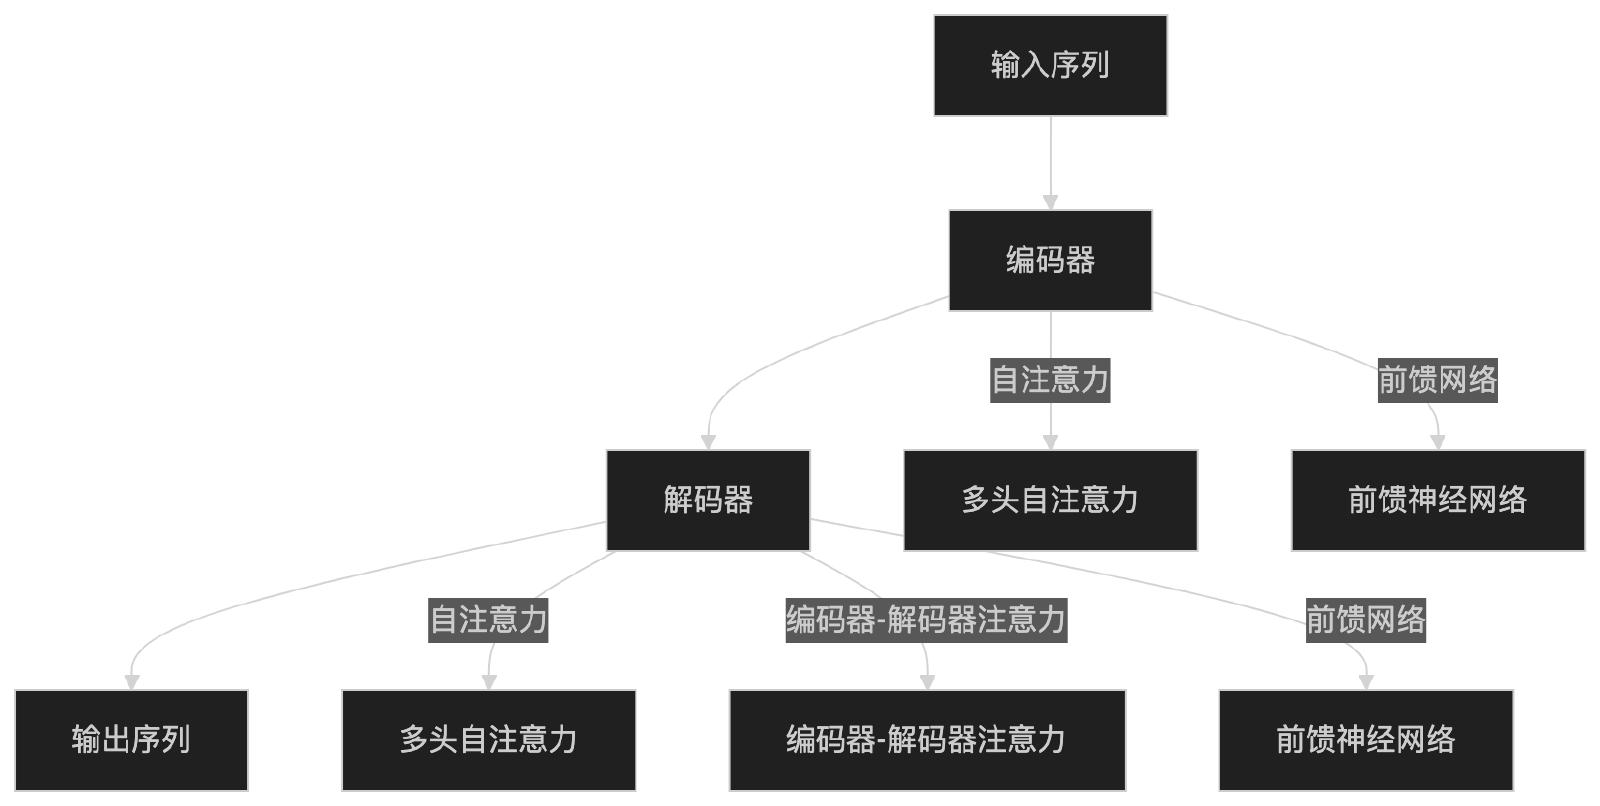 输入序列
编码器
自注意力
前馈网络
解码器
多头自注意力
前馈神经网络
自注意力
编码器-解码器注意力
前馈网络
输出序列
多头自注意力
编码器-解码器注意力
前馈神经网络